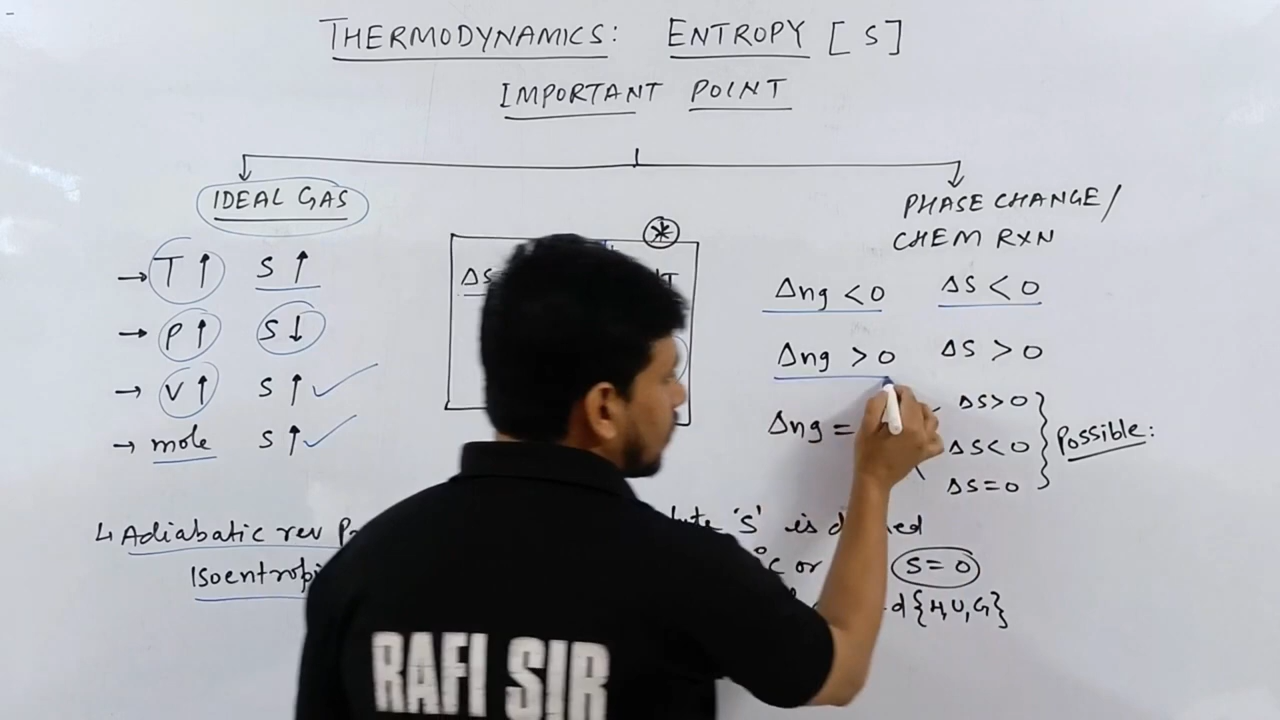 THERMODYNAMICS: ENTROPY [S]
IMPORTANT POINT
IDEAL GAS
→ T ↑ S ↑
→ P ↑ S ↓
→ V ↑ S ↑ ✓
→ mole S ↑ ✓
↳ Adiabatic rev
Isoentropi
*
ΔS
PHASE CHANGE /
CHEM RXN
Δng < 0 ΔS < 0
Δng > 0 ΔS > 0
Δng =
ΔS>0
ΔS<0
ΔS=0
} Possible:
'S' is
°C or S=0
{H,U,G}
RAFI SIR